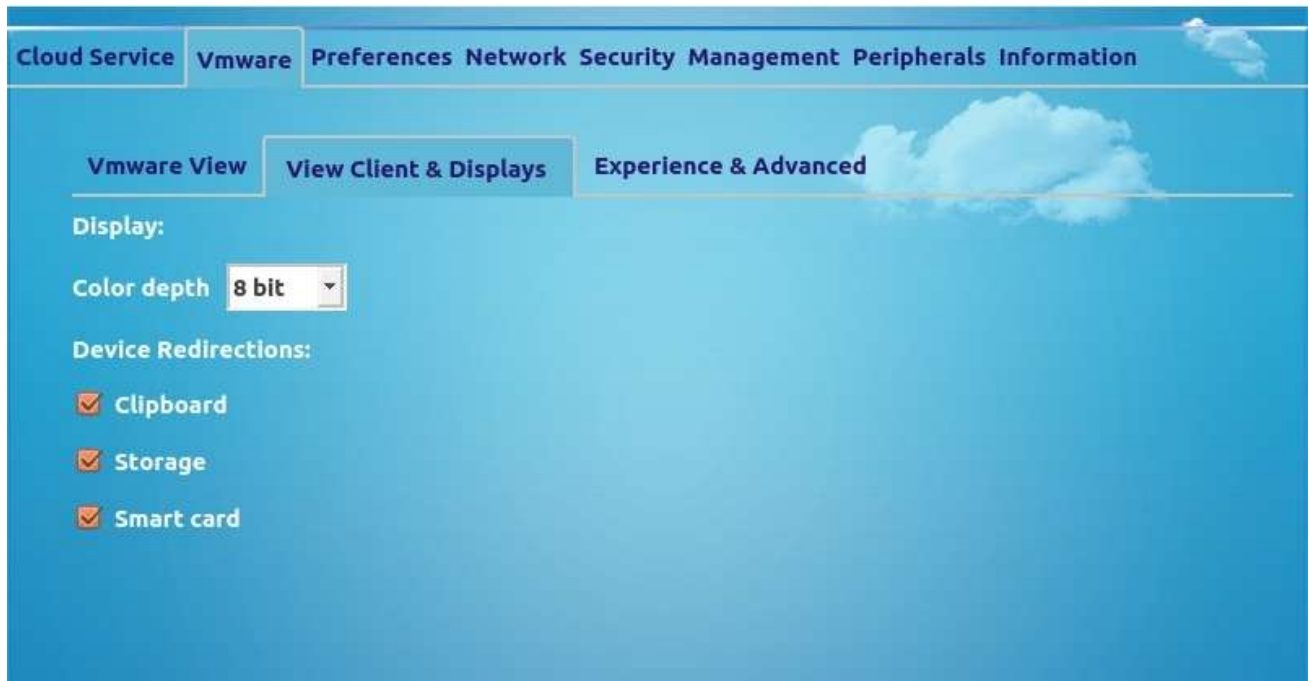 Cloud Service Vmware Preferences Network Security Management Peripherals Information
Vmware View View Client & Displays Experience & Advanced
Display:
Color depth 8 bit
Device Redirections:
Clipboard
Storage
Smart card